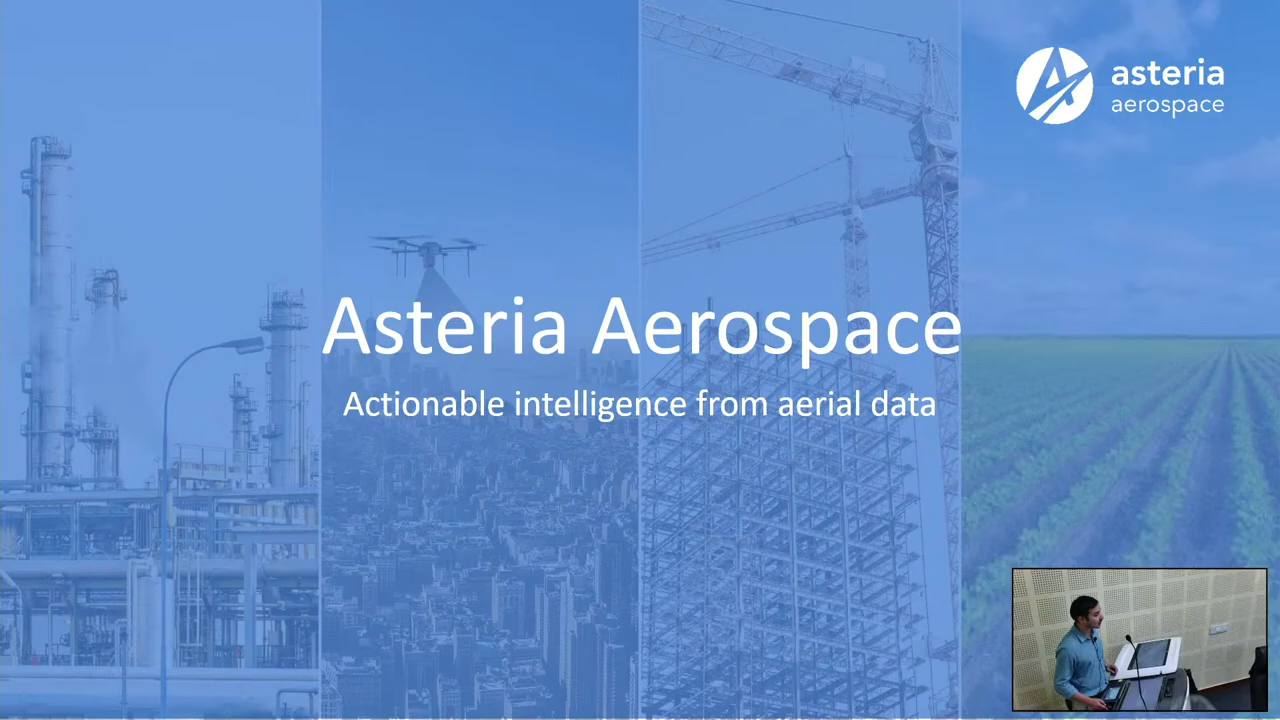 asteria
aerospace
Asteria Aerospace
Actionable intelligence from aerial data